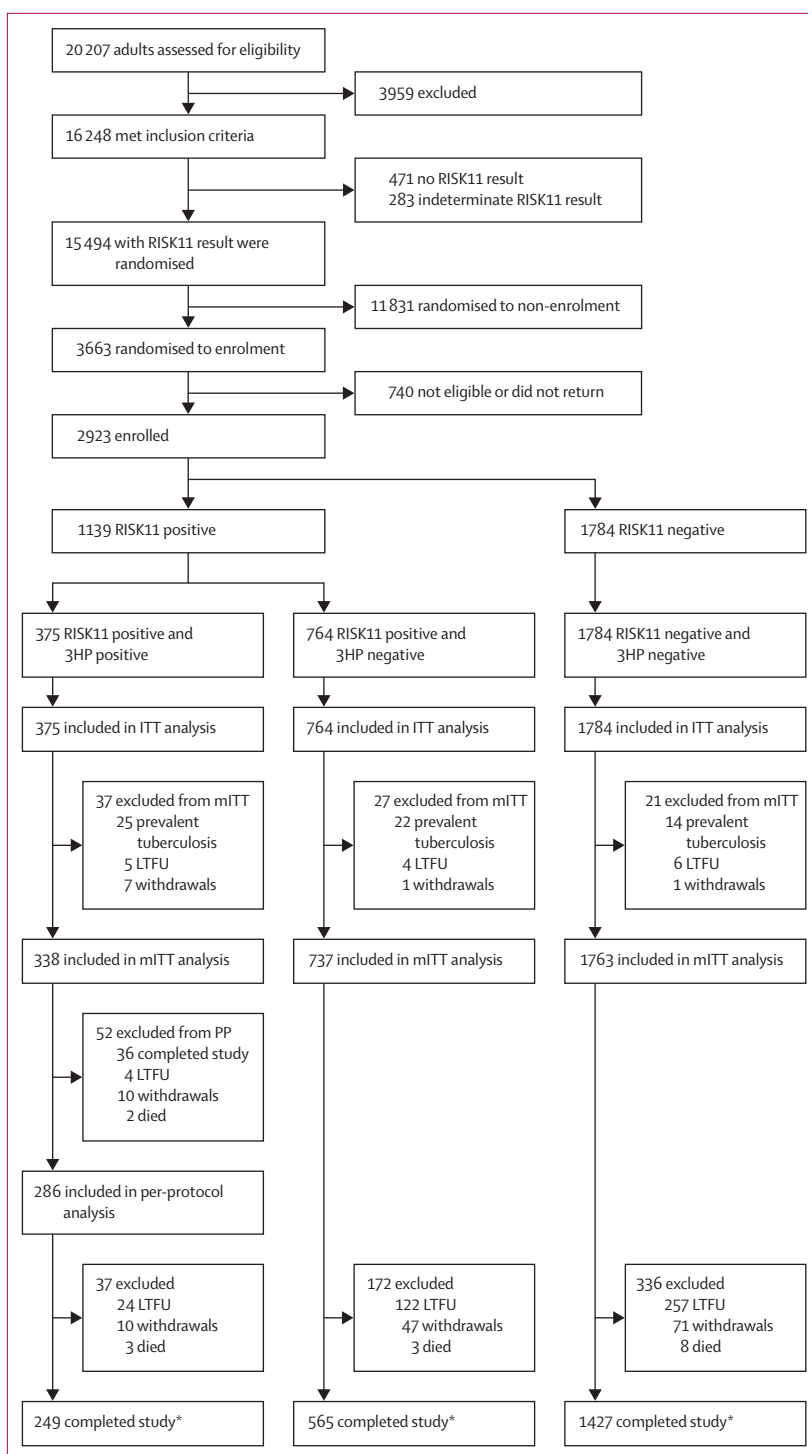 20 207 adults assessed for eligibility
3959 excluded
16 248 met inclusion criteria
471 no RISK11 result
283 indeterminate RISK11 result
15 494 with RISK11 result were
randomised
11 831 randomised to non-enrolment
3663 randomised to enrolment
740 not eligible or did not return
2923 enrolled
1139 RISK11 positive
1784 RISK11 negative
375 RISK11 positive and
3HP positive
764 RISK11 positive and
3HP negative
1784 RISK11 negative and
3HP negative
375 included in ITT analysis
764 included in ITT analysis
1784 included in ITT analysis
37 excluded from mITT
25 prevalent
tuberculosis
5 LTFU
7 withdrawals
27 excluded from mITT
22 prevalent
tuberculosis
4 LTFU
1 withdrawals
21 excluded from mITT
14 prevalent
tuberculosis
6 LTFU
1 withdrawals
338 included in mITT analysis
737 included in mITT analysis
1763 included in mITT analysis
52 excluded from PP
36 completed study
4 LTFU
10 withdrawals
2 died
286 included in per-protocol
analysis
37 excluded
24 LTFU
10 withdrawals
3 died
172 excluded
122 LTFU
47 withdrawals
3 died
336 excluded
257 LTFU
71 withdrawals
8 died
249 completed study*
565 completed study*
1427 completed study*